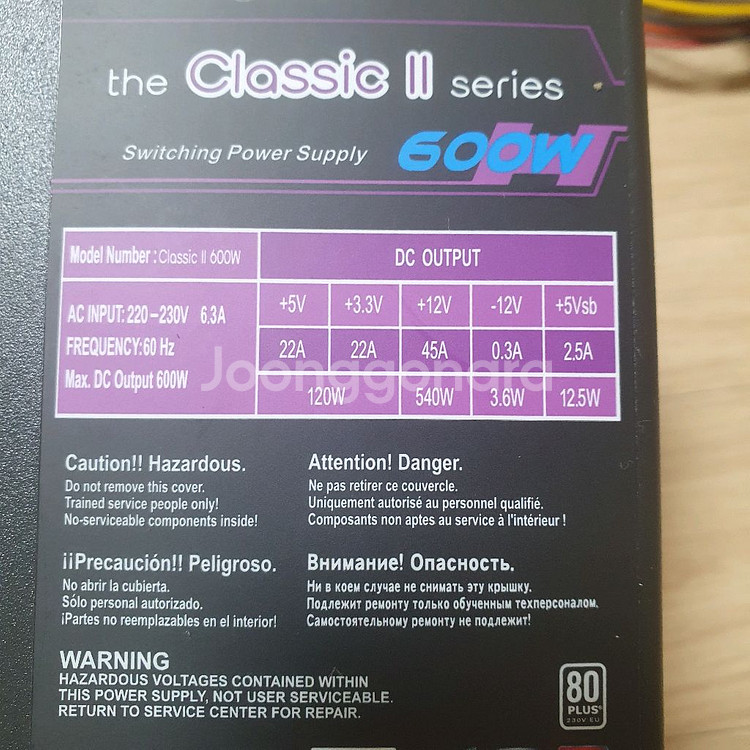 the Classic II series
Switching Power Supply 600W
Model Number : Classic II 600W
DC OUTPUT
AC INPUT: 220-230V 6.3A
FREQUENCY:60 Hz
Max. DC Output 600W
+5V +3.3V +12V -12V +5Vsb
22A 22A 45A 0.3A 2.5A
120W 540W 3.6W 12.5W
Joonggonara
Caution!! Hazardous.
Do not remove this cover.
Trained service people only!
No-serviceable components inside!
Attention! Danger.
Ne pas retirer ce couvercle.
Uniquement autorisé au personnel qualifié.
Composants non aptes au service à l'intérieur !
¡¡Precaución!! Peligroso.
No abrir la cubierta.
Sólo personal autorizado.
¡Partes no reemplazables en el interior!
Внимание! Опасность.
Ни в коем случае не снимать эту крышку.
Подлежит ремонту только обученным техперсоналом.
Самостоятельному ремонту не подлежит!
WARNING
HAZARDOUS VOLTAGES CONTAINED WITHIN
THIS POWER SUPPLY, NOT USER SERVICEABLE.
RETURN TO SERVICE CENTER FOR REPAIR.
80
PLUS®
230V EU